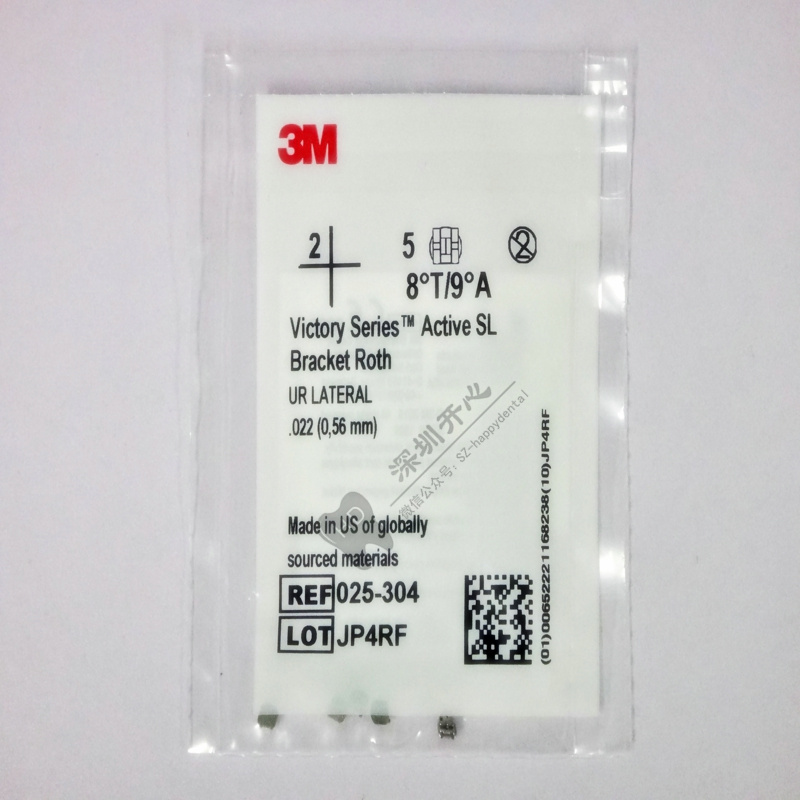 3M
2 5 2
8°T/9°A
Victory Series™ Active SL
Bracket Roth
UR LATERAL
.022 (0,56 mm)
深圳开心
微信公众号：SZ-happydental
Made in US of globally
sourced materials
REF 025-304
LOT JP4RF
(01)00652221168238(10)JP4RF